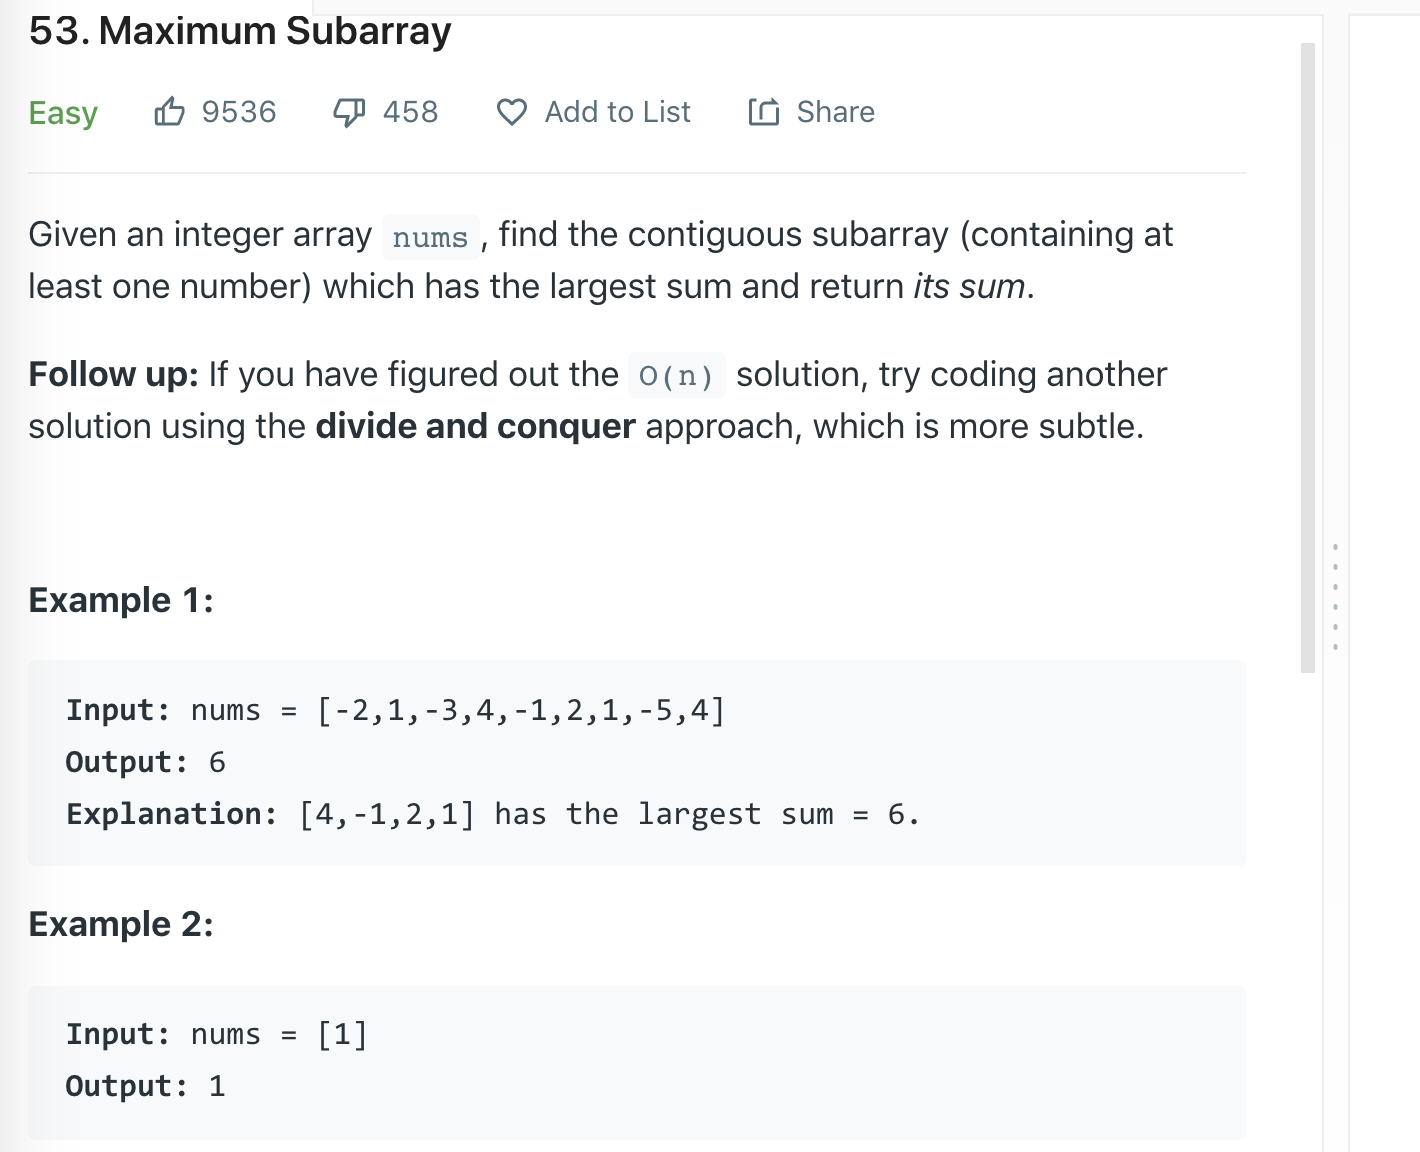 53. Maximum Subarray
Easy 9536 458 Add to List Share
Given an integer array nums, find the contiguous subarray (containing at
least one number) which has the largest sum and return its sum.
Follow up: If you have figured out the O(n) solution, try coding another
solution using the divide and conquer approach, which is more subtle.
Example 1:
Input: nums = [-2,1,-3,4,-1,2,1,-5,4]
Output: 6
Explanation: [4,-1,2,1] has the largest sum = 6.
Example 2:
Input: nums = [1]
Output: 1